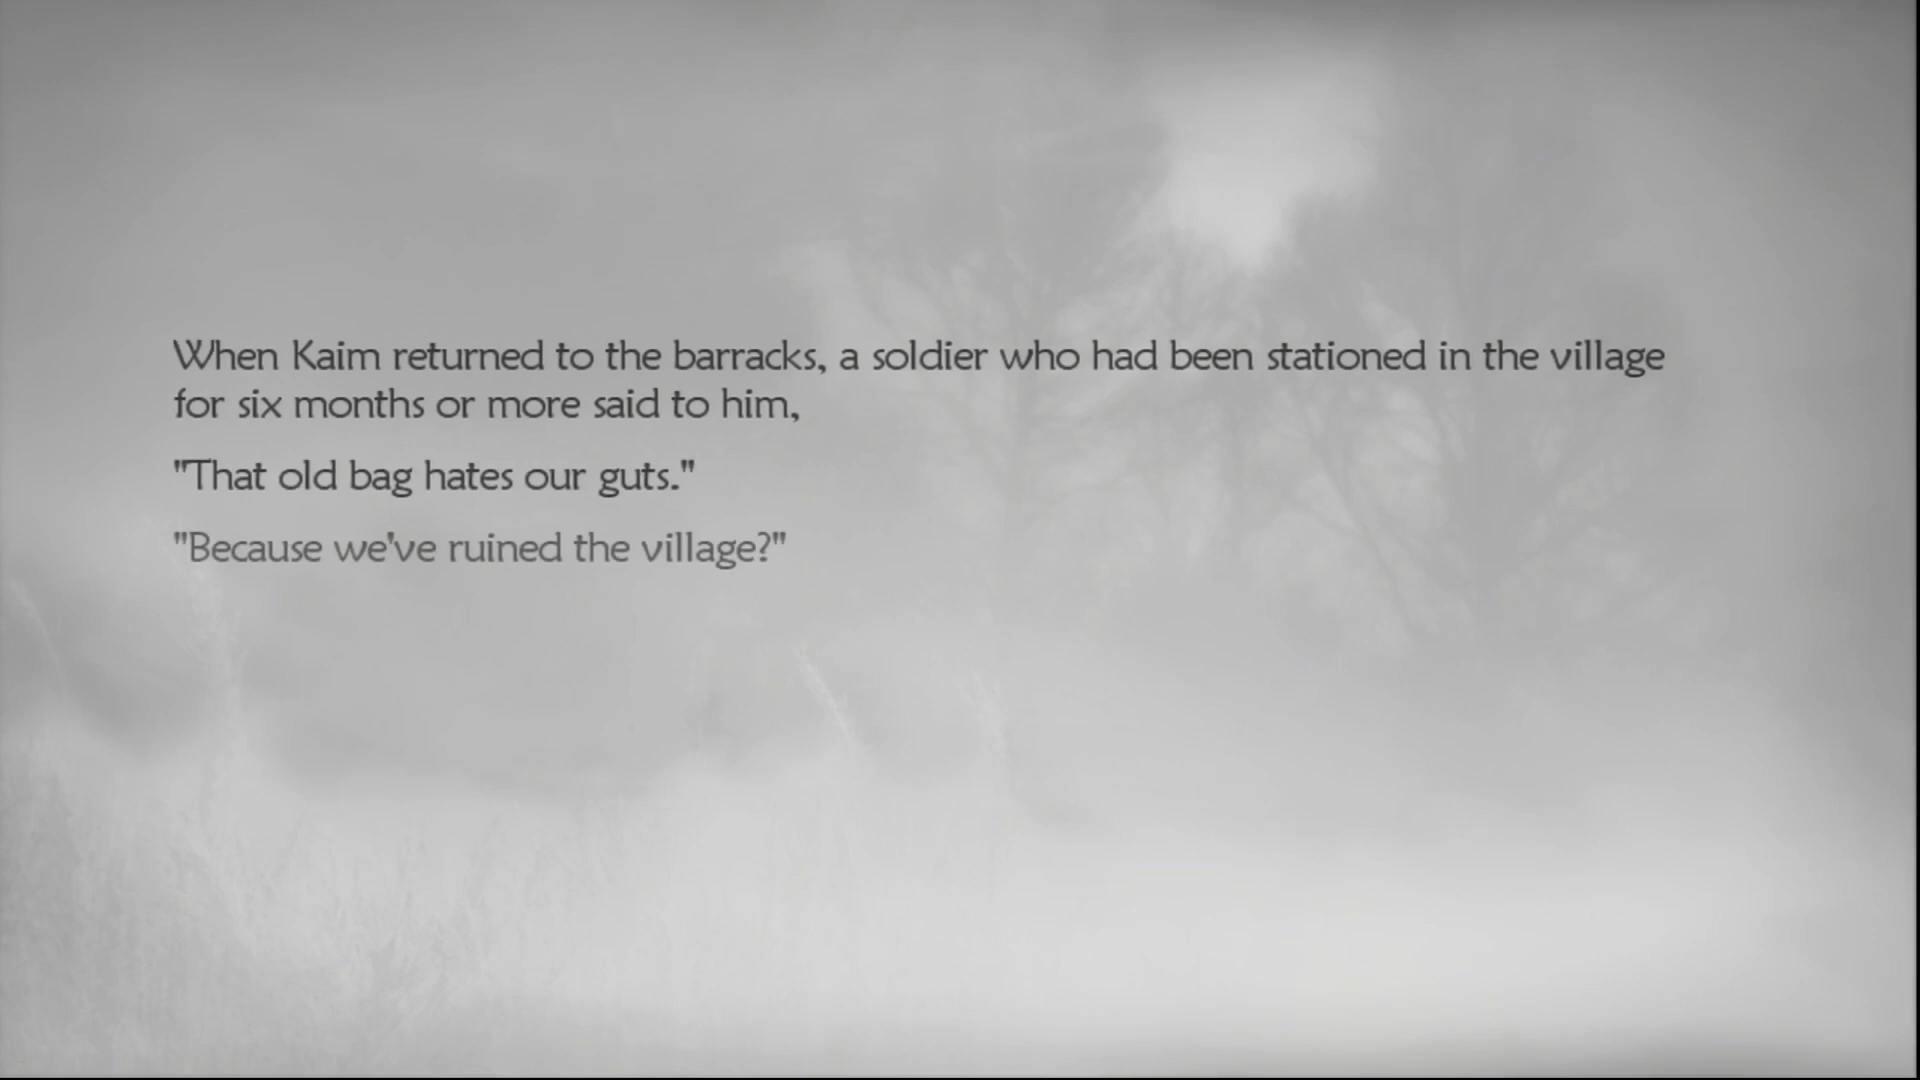 When Kaim returned to the barracks, a soldier who had been stationed in the village
for six months or more said to him,
"That old bag hates our guts."
"Because we've ruined the village?"